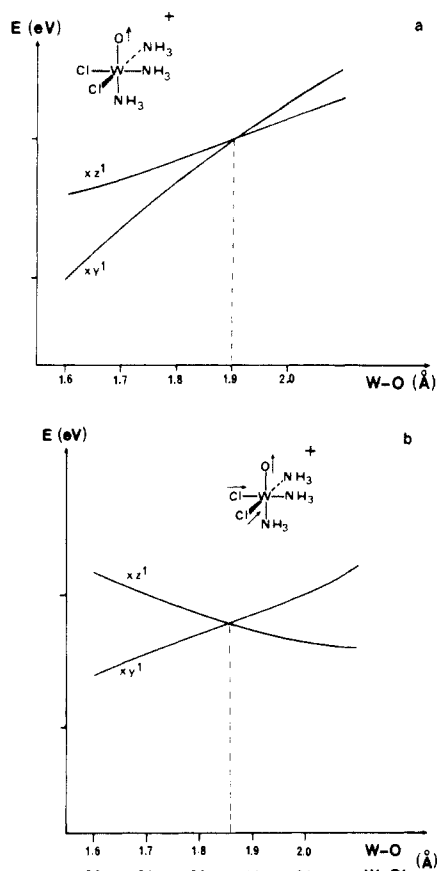 E (eV)
a
+
O
NH3
Cl W NH3
Cl
NH3
xz1
xy1
1.6 1.7 1.8 1.9 2.0
W-O (Å)
E (eV)
b
+
O
NH3
Cl W NH3
Cl
NH3
xz1
xy1
1.6 1.7 1.8 1.9 2.0
W-O
(Å)